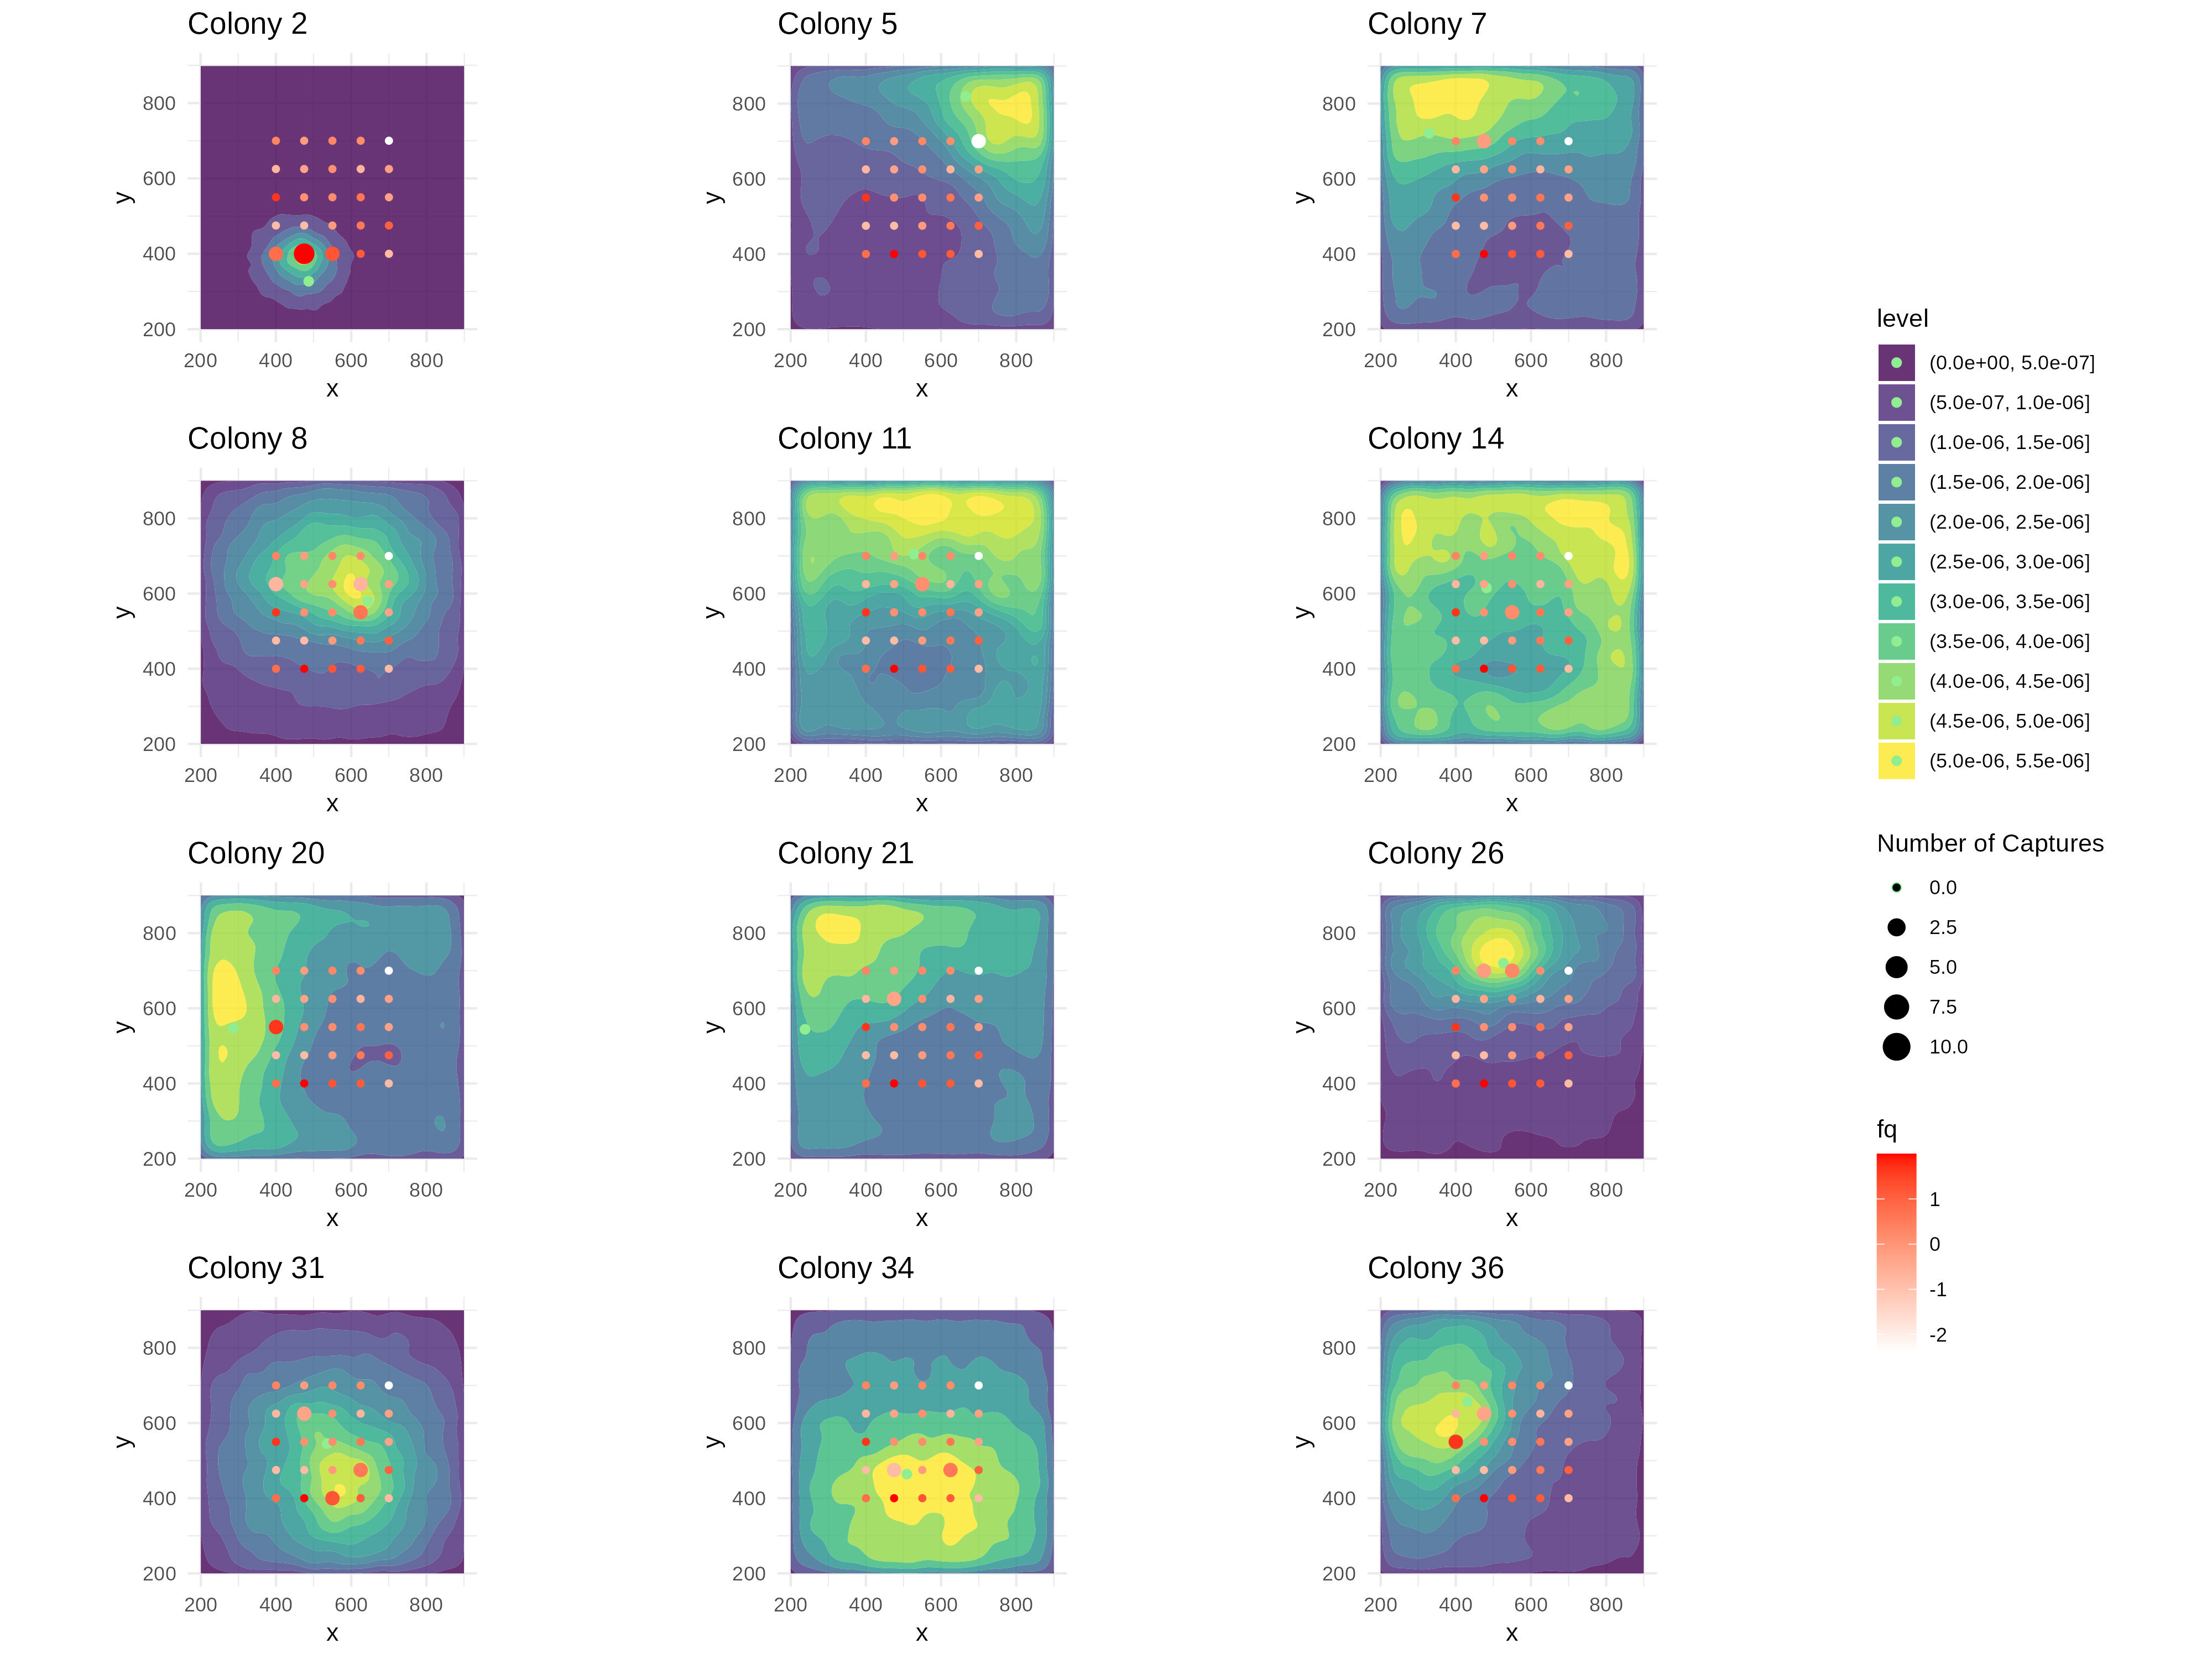 Colony 2
800
600
400
200
y
200 400 600 800
x
Colony 5
800
600
400
200
y
200 400 600 800
x
Colony 7
800
600
400
200
y
200 400 600 800
x
Colony 8
800
600
400
200
y
200 400 600 800
x
Colony 11
800
600
400
200
y
200 400 600 800
x
Colony 14
800
600
400
200
y
200 400 600 800
x
Colony 20
800
600
400
200
y
200 400 600 800
x
Colony 21
800
600
400
200
y
200 400 600 800
x
Colony 26
800
600
400
200
y
200 400 600 800
x
Colony 31
800
600
400
200
y
200 400 600 800
x
Colony 34
800
600
400
200
y
200 400 600 800
x
Colony 36
800
600
400
200
y
200 400 600 800
x
level
(0.0e+00, 5.0e-07]
(5.0e-07, 1.0e-06]
(1.0e-06, 1.5e-06]
(1.5e-06, 2.0e-06]
(2.0e-06, 2.5e-06]
(2.5e-06, 3.0e-06]
(3.0e-06, 3.5e-06]
(3.5e-06, 4.0e-06]
(4.0e-06, 4.5e-06]
(4.5e-06, 5.0e-06]
(5.0e-06, 5.5e-06]
Number of Captures
0.0
2.5
5.0
7.5
10.0
fq
1
0
-1
-2